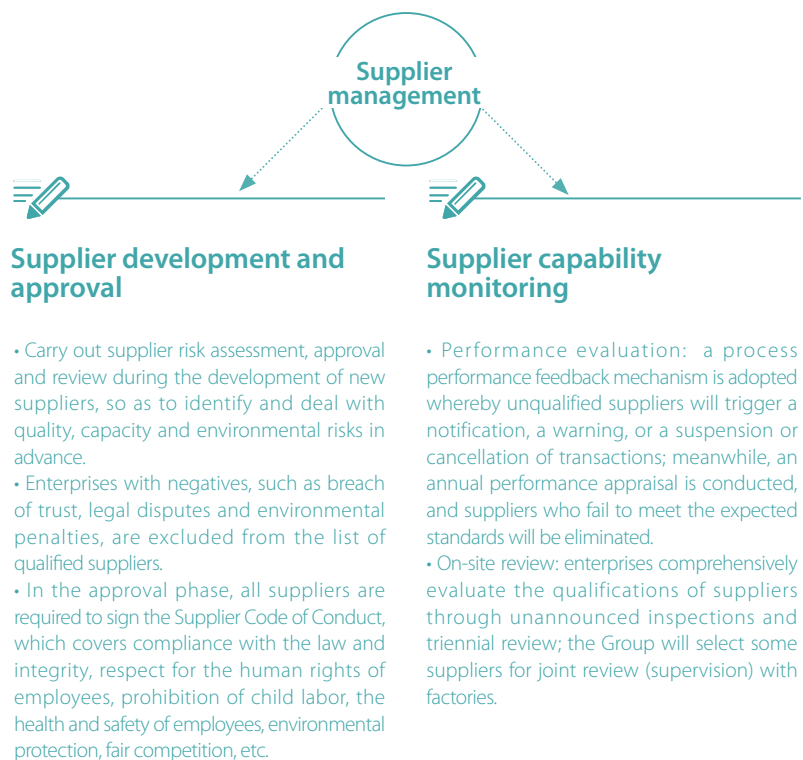 Supplier
management
Supplier development and
approval
• Carry out supplier risk assessment, approval
and review during the development of new
suppliers, so as to identify and deal with
quality, capacity and environmental risks in
advance.
• Enterprises with negatives, such as breach
of trust, legal disputes and environmental
penalties, are excluded from the list of
qualified suppliers.
• In the approval phase, all suppliers are
required to sign the Supplier Code of Conduct,
which covers compliance with the law and
integrity, respect for the human rights of
employees, prohibition of child labor, the
health and safety of employees, environmental
protection, fair competition, etc.
Supplier capability
monitoring
• Performance evaluation: a process
performance feedback mechanism is adopted
whereby unqualified suppliers will trigger a
notification, a warning, or a suspension or
cancellation of transactions; meanwhile, an
annual performance appraisal is conducted,
and suppliers who fail to meet the expected
standards will be eliminated.
• On-site review: enterprises comprehensively
evaluate the qualifications of suppliers
through unannounced inspections and
triennial review; the Group will select some
suppliers for joint review (supervision) with
factories.